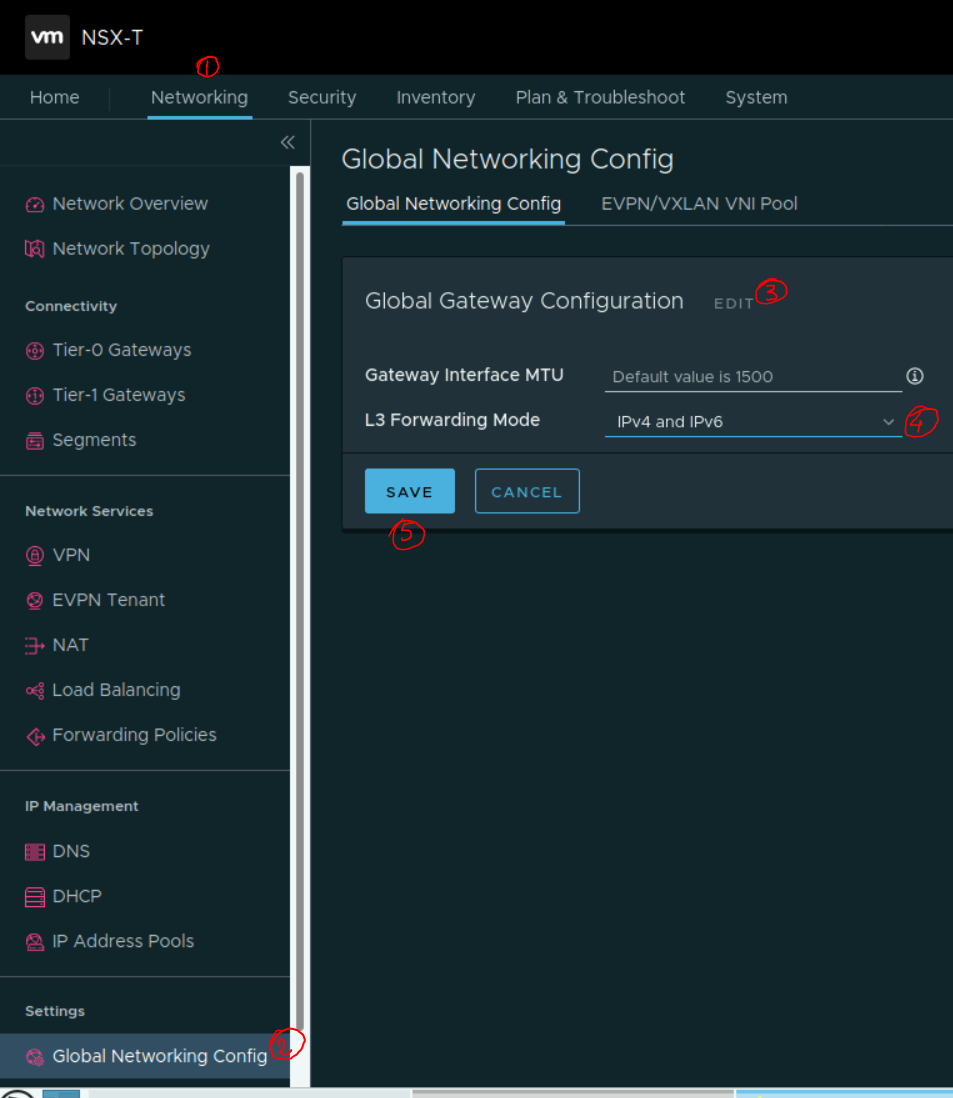 vm NSX-T
1
Home Networking Security Inventory Plan & Troubleshoot System
Network Overview
Network Topology
Connectivity
Tier-0 Gateways
Tier-1 Gateways
Segments
Network Services
VPN
EVPN Tenant
NAT
Load Balancing
Forwarding Policies
IP Management
DNS
DHCP
IP Address Pools
Settings
Global Networking Config 2
Global Networking Config
Global Networking Config EVPN/VXLAN VNI Pool
Global Gateway Configuration EDIT 3
Gateway Interface MTU Default value is 1500
L3 Forwarding Mode IPv4 and IPv6 4
SAVE CANCEL
5